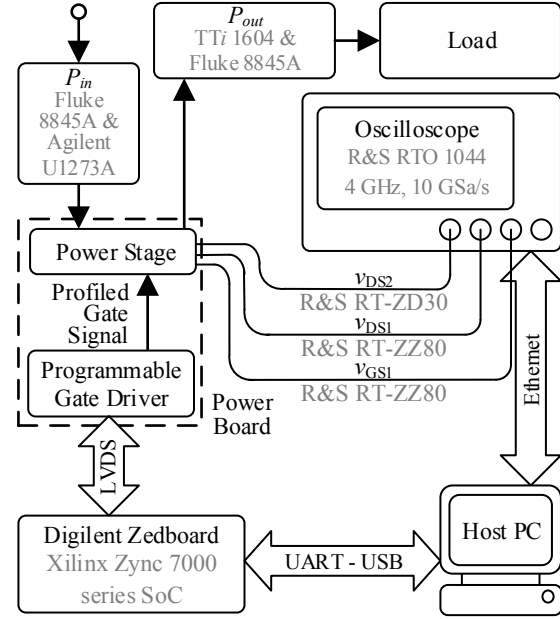 P_in
Fluke
8845A &
Agilent
U1273A
P_out
TTi 1604 &
Fluke 8845A
Load
Oscilloscope
R&S RTO 1044
4 GHz, 10 GSa/s
Power Stage
Profiled
Gate
Signal
Programmable
Gate Driver
Power
Board
v_DS2
R&S RT-ZD30
v_DS1
R&S RT-ZZ80
v_GS1
R&S RT-ZZ80
Ethernet
LVDS
Digilent Zedboard
Xilinx Zync 7000
series SoC
UART - USB
Host PC